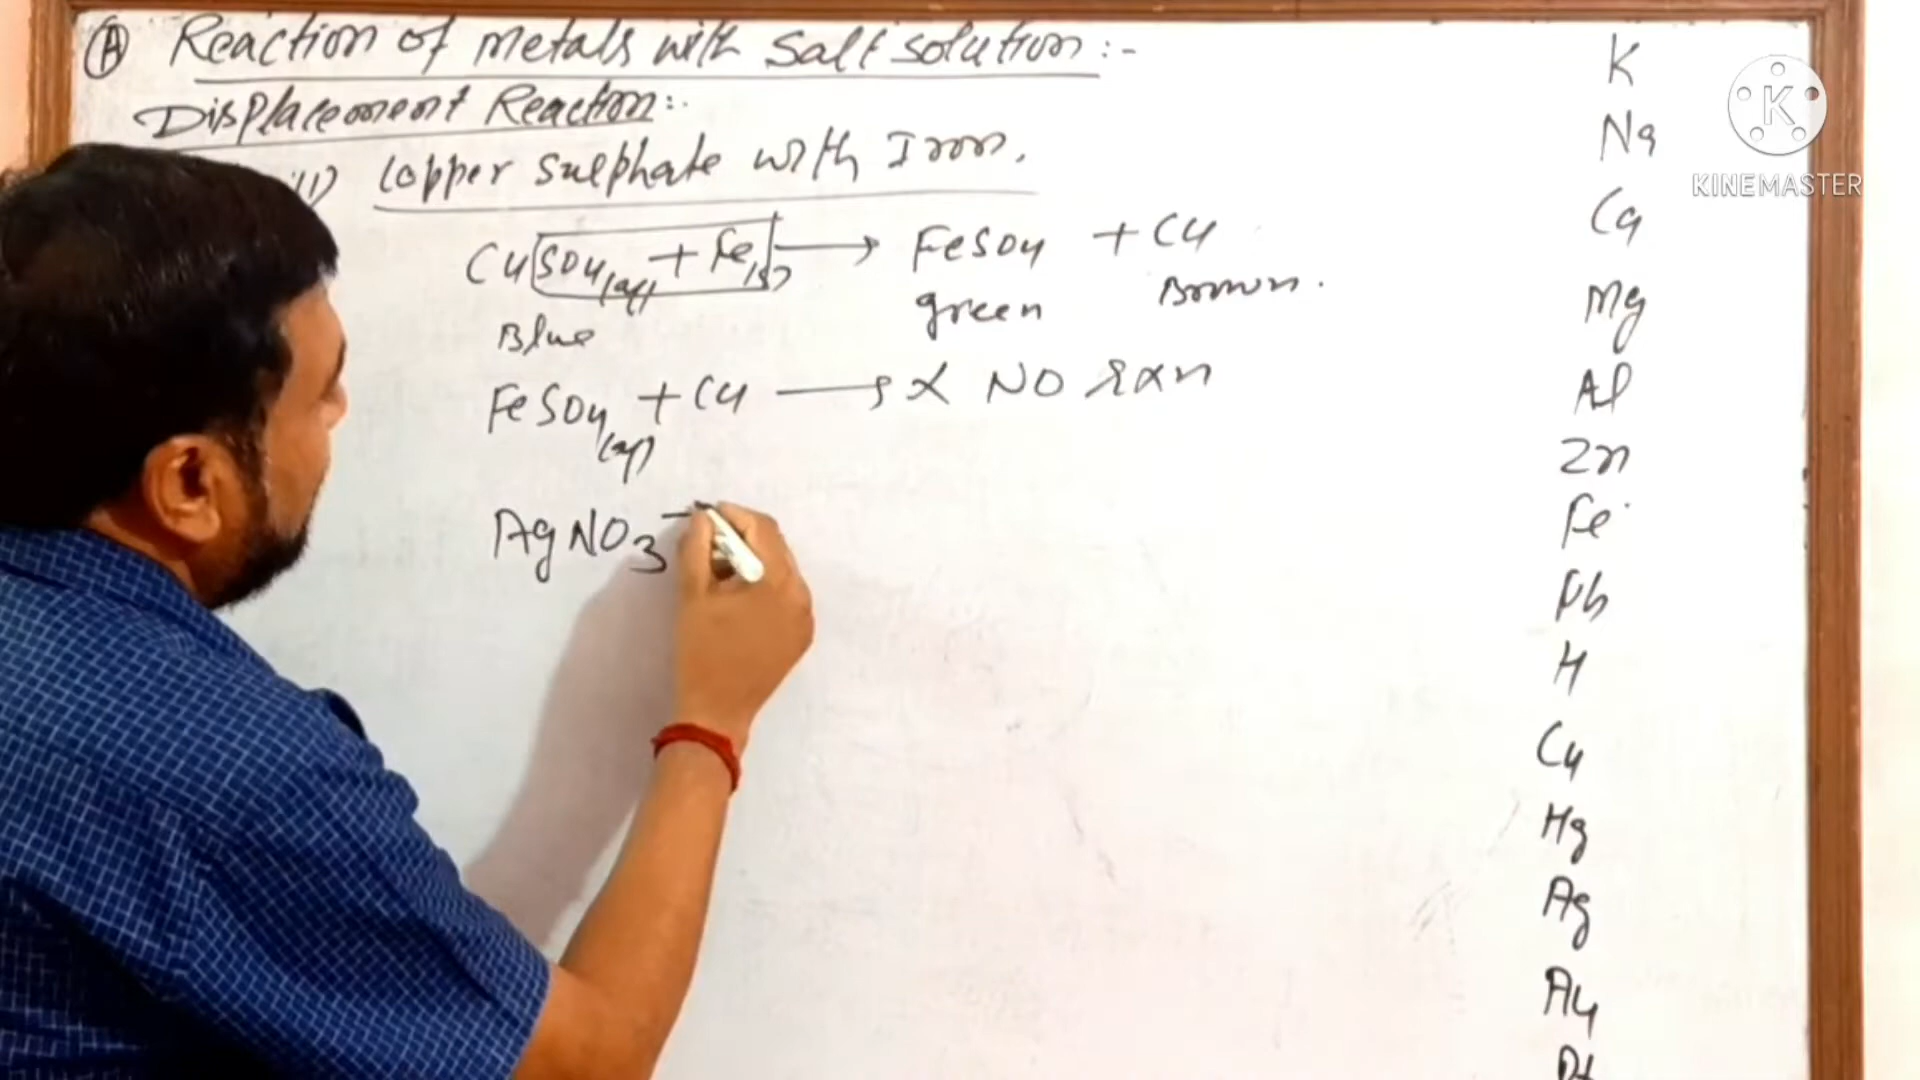 (A) Reaction of metals with Salt solution:-
Displacement Reaction:-
(ii) Copper sulphate with Iron.
CuSO4(aq) + Fe(s) → FeSO4 + Cu
Blue green Brown.
FeSO4(aq) + Cu → × NO rxn
AgNO3
K
Na
Ca
Mg
Al
Zn
Fe
Pb
H
Cu
Hg
Ag
Au
Pt
K
KINEMASTER